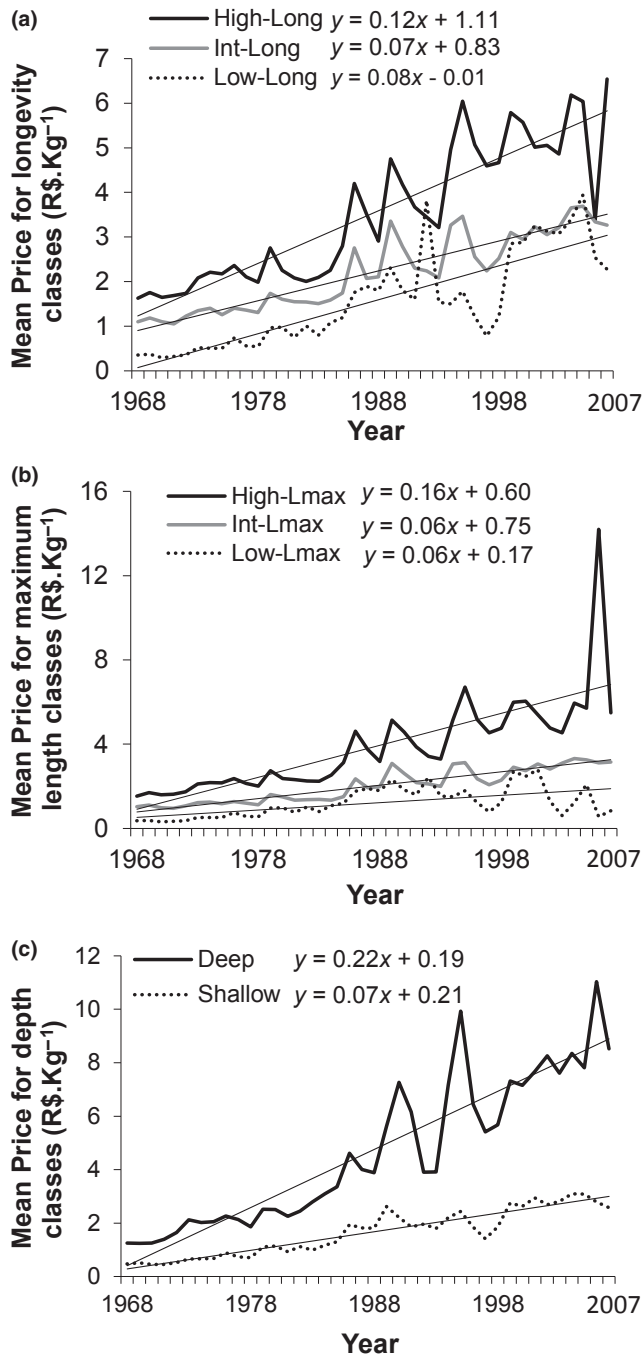 (a)
High-Long y = 0.12x + 1.11
Int-Long y = 0.07x + 0.83
Low-Long y = 0.08x - 0.01
Mean Price for longevity
classes (R$.Kg⁻¹)
7
6
5
4
3
2
1
0
1968 1978 1988 1998 2007
Year
(b)
High-Lmax y = 0.16x + 0.60
Int-Lmax y = 0.06x + 0.75
Low-Lmax y = 0.06x + 0.17
Mean Price for maximum
length classes (R$.Kg⁻¹)
16
12
8
4
0
1968 1978 1988 1998 2007
Year
(c)
Deep y = 0.22x + 0.19
Shallow y = 0.07x + 0.21
Mean Price for depth
classes (R$.Kg⁻¹)
12
10
8
6
4
2
0
1968 1978 1988 1998 2007
Year